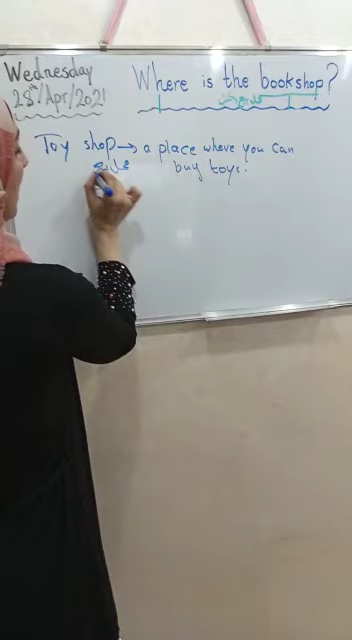 Wednesday
28th/Apr/2021
Where is the bookshop?
Toy shop → a place where you can
buy toys.